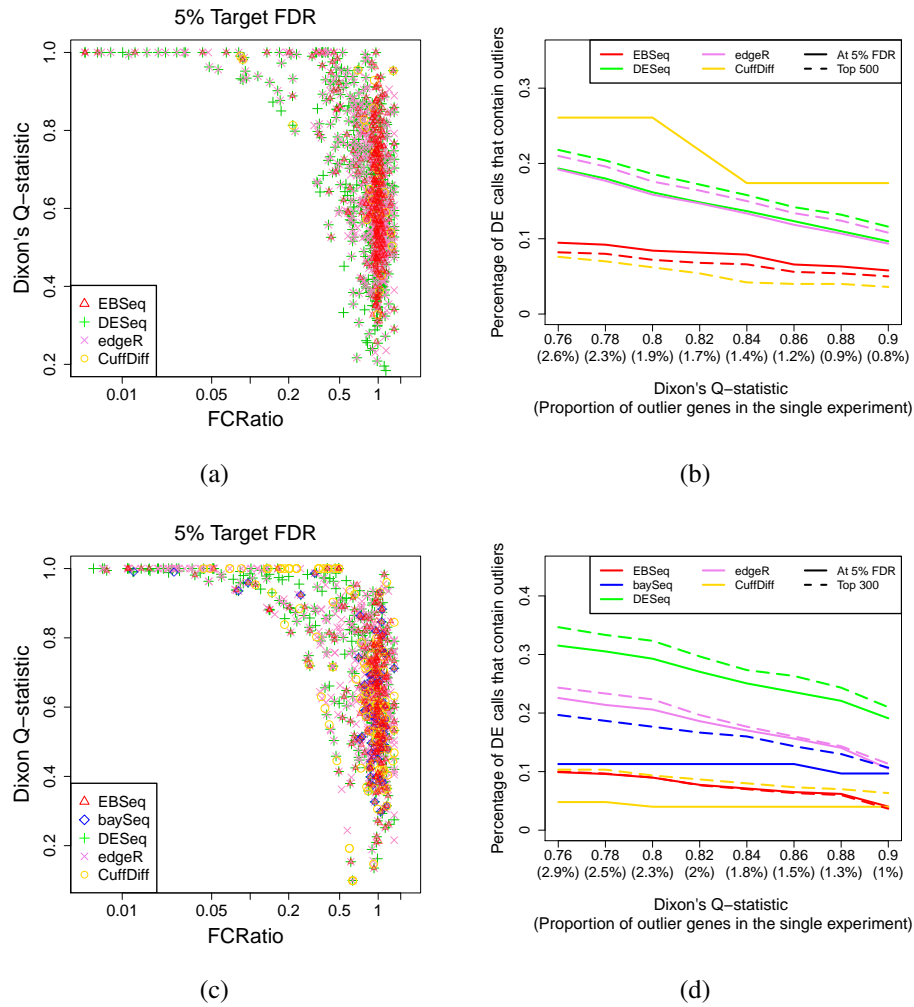 5% Target FDR
Dixon's Q−statistic
1.0
0.8
0.6
0.4
0.2
EBSeq
DESeq
edgeR
CuffDiff
0.01 0.05 0.2 0.5 1
FCRatio
(a)
Percentage of DE calls that contain outliers
EBSeq edgeR At 5% FDR
DESeq CuffDiff Top 500
0.3
0.2
0.1
0
0.76 0.78 0.8 0.82 0.84 0.86 0.88 0.9
(2.6%) (2.3%) (1.9%) (1.7%) (1.4%) (1.2%) (0.9%) (0.8%)
Dixon's Q−statistic
(Proportion of outlier genes in the single experiment)
(b)
5% Target FDR
Dixon Q−statistic
1.0
0.8
0.6
0.4
0.2
EBSeq
baySeq
DESeq
edgeR
CuffDiff
0.01 0.05 0.2 0.5 1
FCRatio
(c)
Percentage of DE calls that contain outliers
EBSeq edgeR At 5% FDR
baySeq CuffDiff Top 300
DESeq
0.4
0.3
0.2
0.1
0
0.76 0.78 0.8 0.82 0.84 0.86 0.88 0.9
(2.9%) (2.5%) (2.3%) (2%) (1.8%) (1.5%) (1.3%) (1%)
Dixon's Q−statistic
(Proportion of outlier genes in the single experiment)
(d)